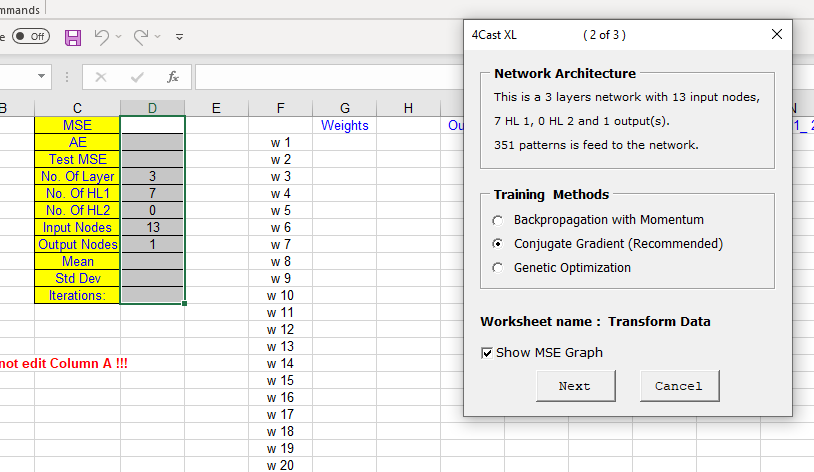 mmands
e Off
fx
B C D E F G H N
MSE Weights Ou 1_ 2
AE w 1
Test MSE w 2
No. Of Layer 3 w 3
No. Of HL1 7 w 4
No. Of HL2 0 w 5
Input Nodes 13 w 6
Output Nodes 1 w 7
Mean w 8
Std Dev w 9
Iterations: w 10
w 11
w 12
w 13
not edit Column A !!! w 14
w 15
w 16
w 17
w 18
w 19
w 20
4Cast XL ( 2 of 3 )
Network Architecture
This is a 3 layers network with 13 input nodes,
7 HL 1, 0 HL 2 and 1 output(s).
351 patterns is feed to the network.
Training Methods
Backpropagation with Momentum
Conjugate Gradient (Recommended)
Genetic Optimization
Worksheet name : Transform Data
Show MSE Graph
Next Cancel